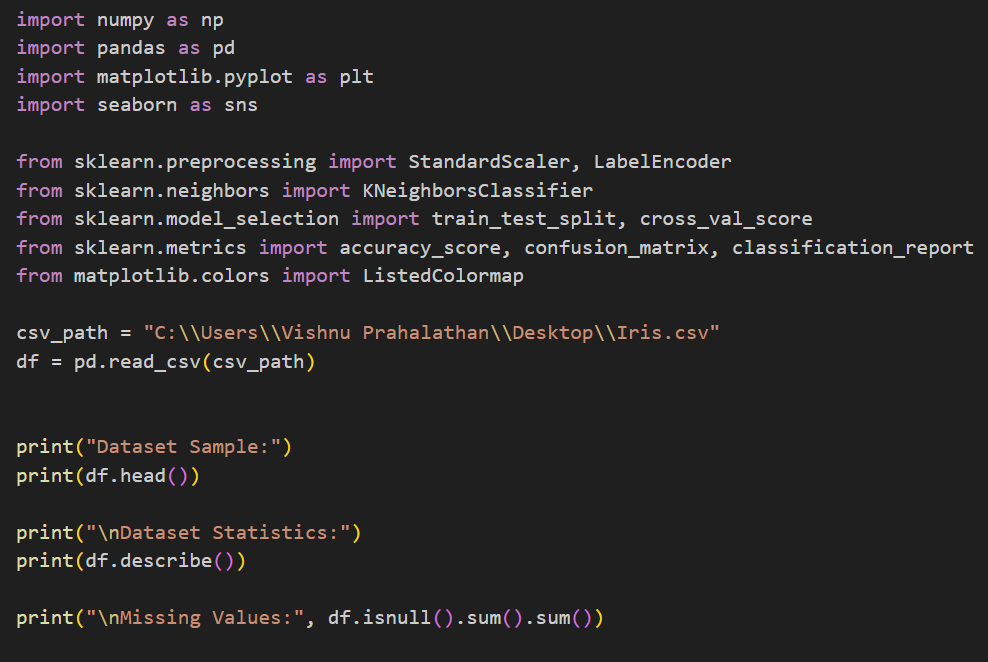 import numpy as np
import pandas as pd
import matplotlib.pyplot as plt
import seaborn as sns
from sklearn.preprocessing import StandardScaler, LabelEncoder
from sklearn.neighbors import KNeighborsClassifier
from sklearn.model_selection import train_test_split, cross_val_score
from sklearn.metrics import accuracy_score, confusion_matrix, classification_report
from matplotlib.colors import ListedColormap
csv_path = "C:\\Users\\Vishnu Prahalathan\\Desktop\\Iris.csv"
df = pd.read_csv(csv_path)
print("Dataset Sample:")
print(df.head())
print("\nDataset Statistics:")
print(df.describe())
print("\nMissing Values:", df.isnull().sum().sum())